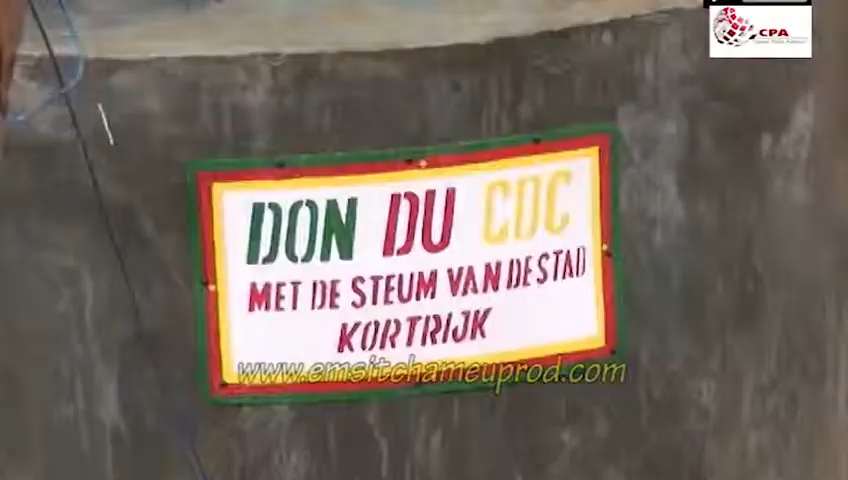 CPA
DON DU CDC
MET DE STEUM VAN DE STAD
KORTRIJK
www.emsitchameuprod.com